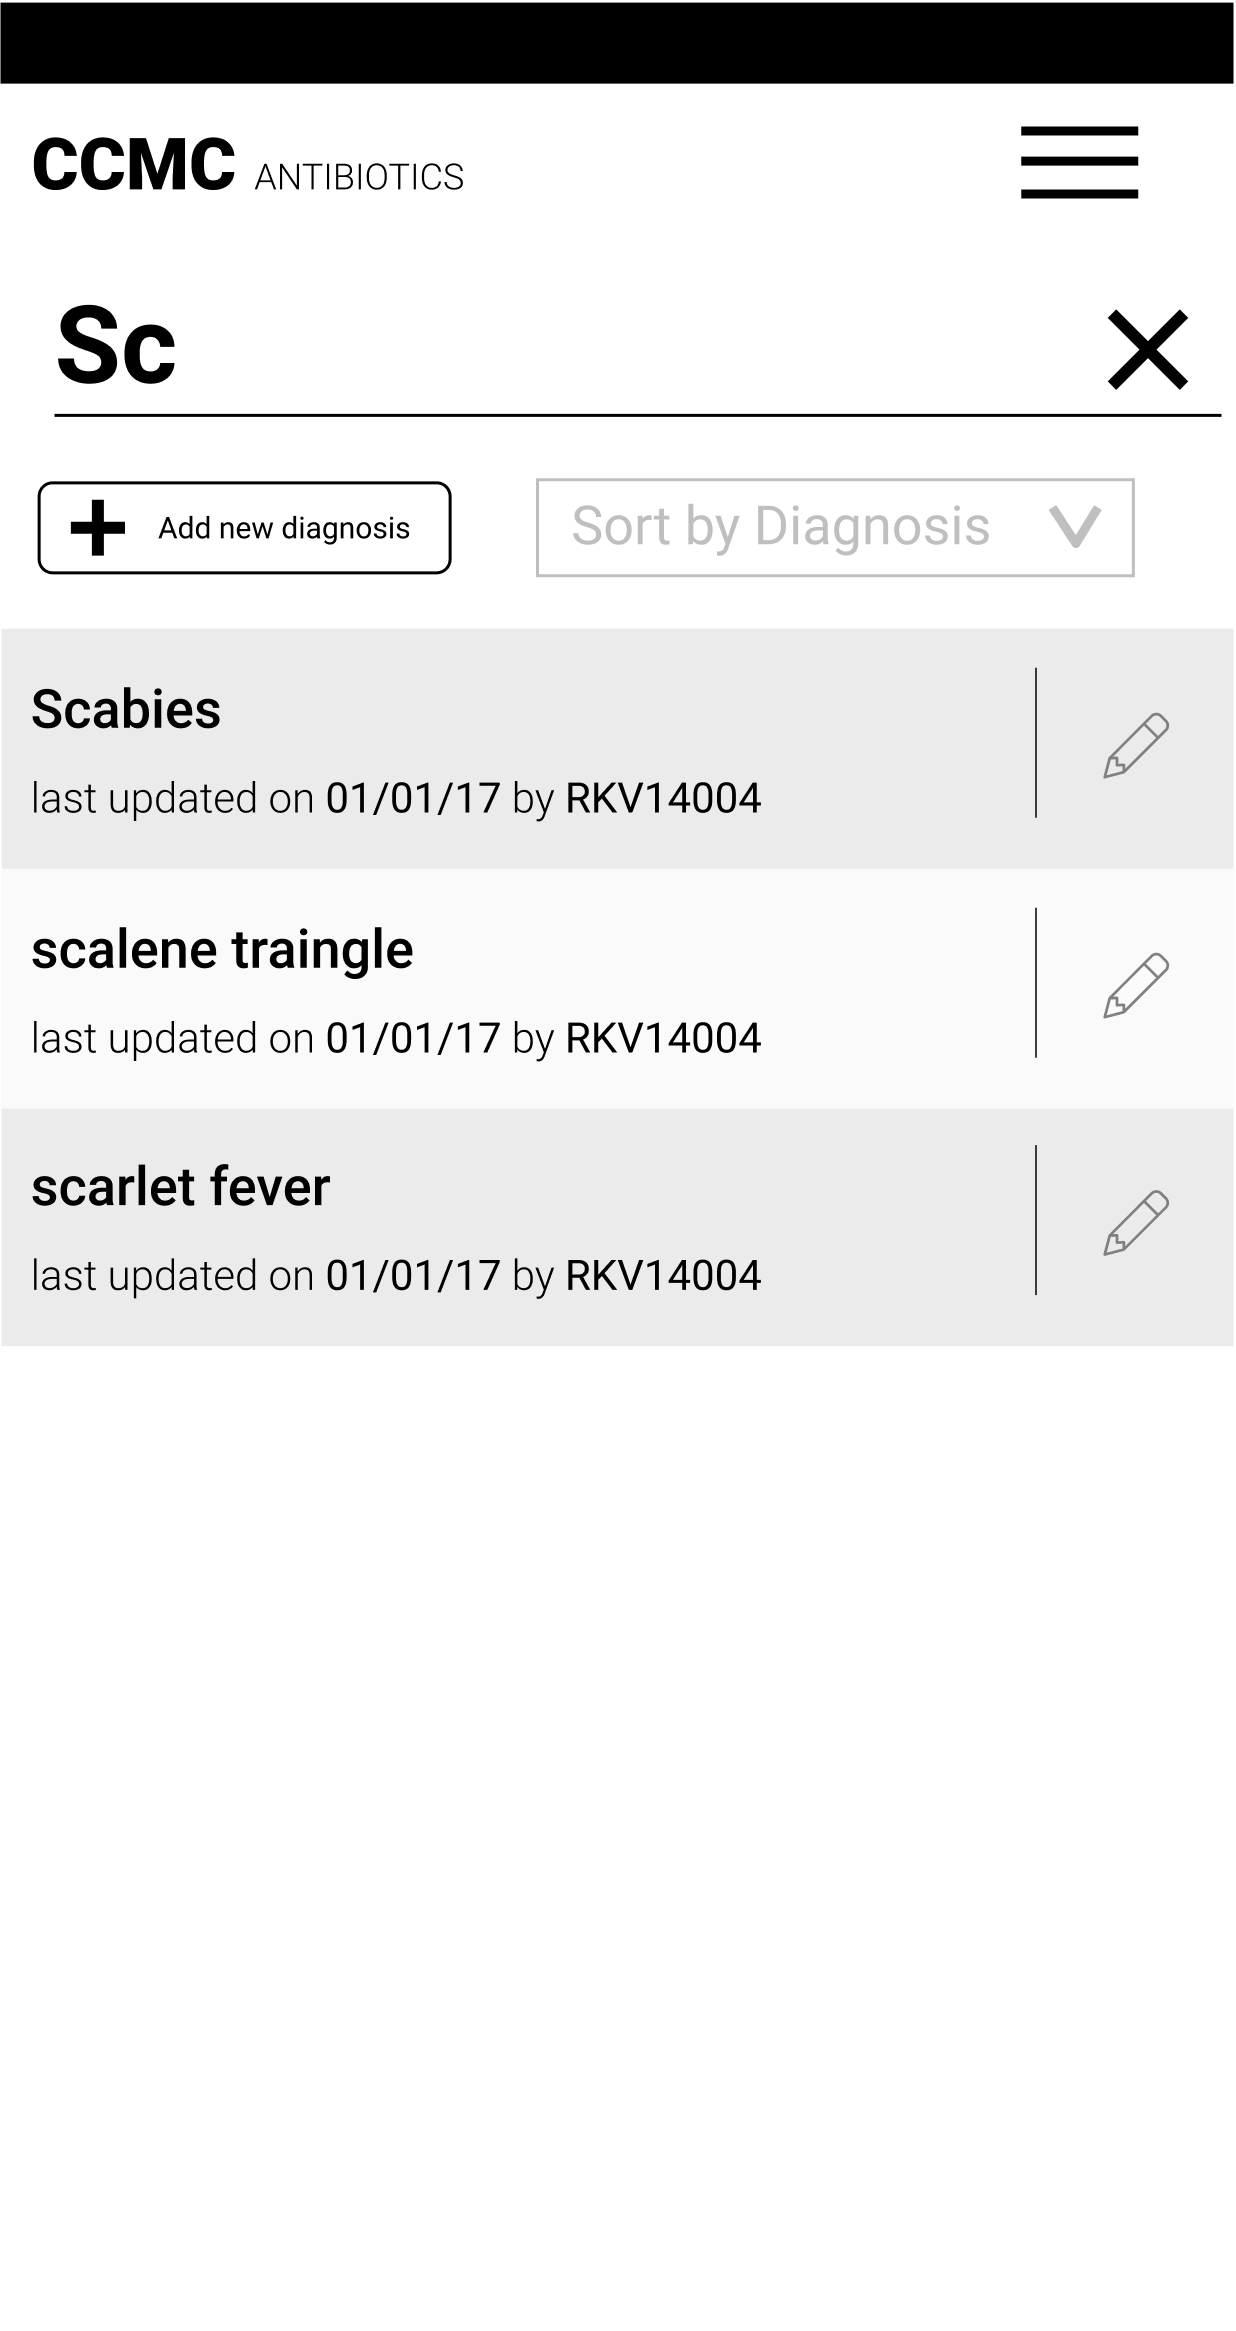 CCMC ANTIBIOTICS
Sc
Add new diagnosis
Sort by Diagnosis
Scabies
last updated on 01/01/17 by RKV14004
scalene traingle
last updated on 01/01/17 by RKV14004
scarlet fever
last updated on 01/01/17 by RKV14004